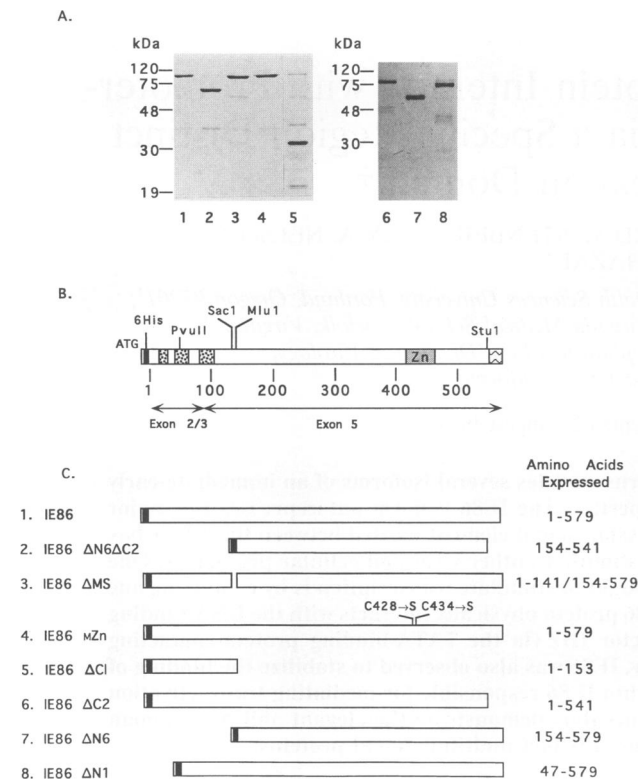 A.
kDa kDa
120 120
75 75
48 48
30 30
19
1 2 3 4 5 6 7 8
B.
Sac1 Mlu1
6His PvuII Stu1
ATG Zn
1 100 200 300 400 500
Exon 2/3 Exon 5
C. Amino Acids
Expressed
1. IE86 1-579
2. IE86 ΔN6ΔC2 154-541
3. IE86 ΔMS 1-141/154-579
C428→S C434→S
4. IE86 mZn 1-579
5. IE86 ΔCI 1-153
6. IE86 ΔC2 1-541
7. IE86 ΔN6 154-579
8. IE86 ΔN1 47-579